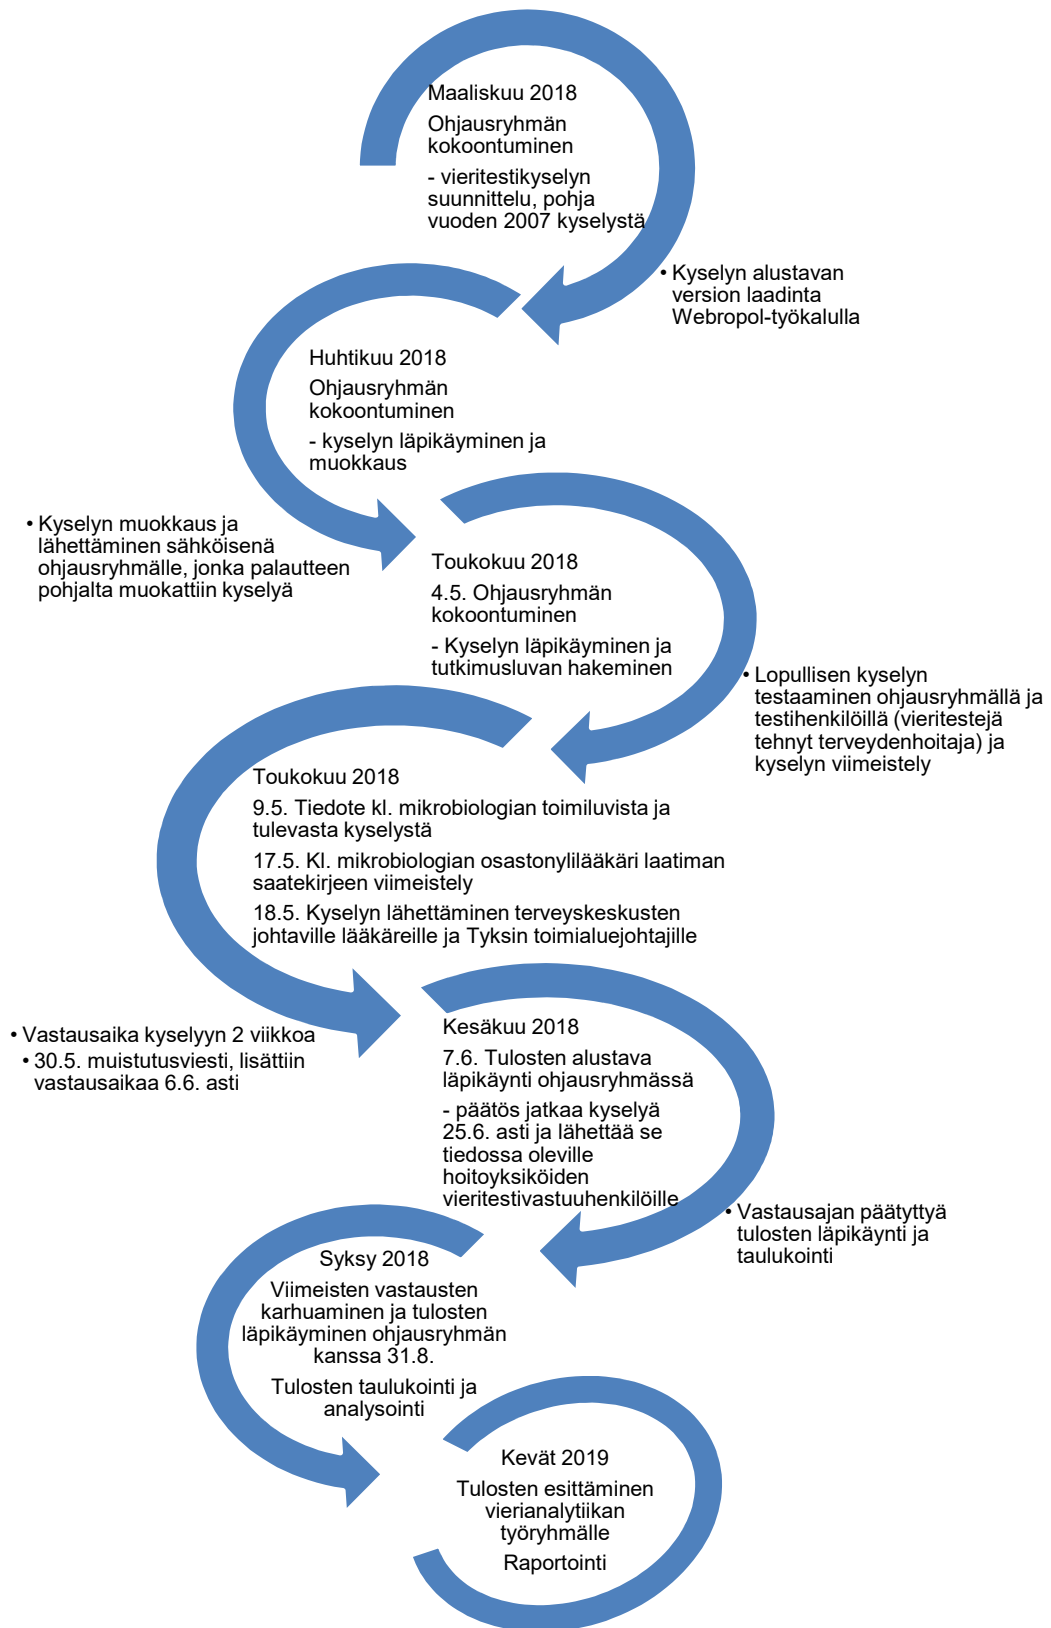 Maaliskuu 2018
Ohjausryhmän
kokoontuminen
- vieritestikyselyn
suunnittelu, pohja
vuoden 2007 kyselystä
• Kyselyn alustavan
version laadinta
Webropol-työkalulla
Huhtikuu 2018
Ohjausryhmän
kokoontuminen
- kyselyn läpikäyminen ja
muokkaus
• Kyselyn muokkaus ja
lähettäminen sähköisenä
ohjausryhmälle, jonka palautteen
pohjalta muokattiin kyselyä
Toukokuu 2018
4.5. Ohjausryhmän
kokoontuminen
- Kyselyn läpikäyminen ja
tutkimusluvan hakeminen
• Lopullisen kyselyn
testaaminen ohjausryhmällä ja
testihenkilöillä (vieritestejä
tehnyt terveydenhoitaja) ja
kyselyn viimeistely
Toukokuu 2018
9.5. Tiedote kl. mikrobiologian toimiluvista ja
tulevasta kyselystä
17.5. Kl. mikrobiologian osastonylilääkäri laatiman
saatekirjeen viimeistely
18.5. Kyselyn lähettäminen terveyskeskusten
johtaville lääkäreille ja Tyksin toimialuejohtajille
• Vastausaika kyselyyn 2 viikkoa
• 30.5. muistutusviesti, lisättiin
vastausaikaa 6.6. asti
Kesäkuu 2018
7.6. Tulosten alustava
läpikäynti ohjausryhmässä
- päätös jatkaa kyselyä
25.6. asti ja lähettää se
tiedossa oleville
hoitoyksiköiden
vieritestivastuuhenkilöille
• Vastausajan päätyttyä
tulosten läpikäynti ja
taulukointi
Syksy 2018
Viimeisten vastausten
karhuaminen ja tulosten
läpikäyminen ohjausryhmän
kanssa 31.8.
Tulosten taulukointi ja
analysointi
Kevät 2019
Tulosten esittäminen
vierianalytiikan
työryhmälle
Raportointi